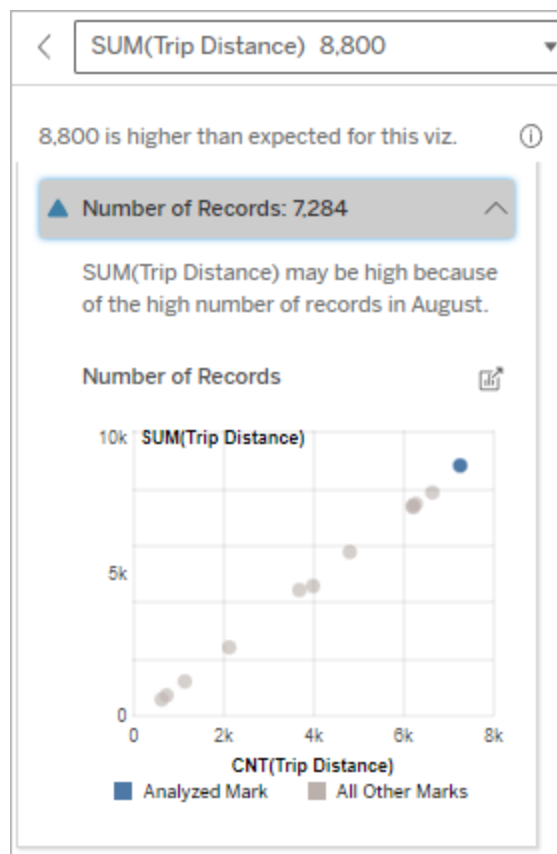 SUM(Trip Distance) 8,800
8,800 is higher than expected for this viz.
Number of Records: 7,284
SUM(Trip Distance) may be high because
of the high number of records in August.
Number of Records
10k SUM(Trip Distance)
5k
0
0 2k 4k 6k 8k
CNT(Trip Distance)
Analyzed Mark All Other Marks